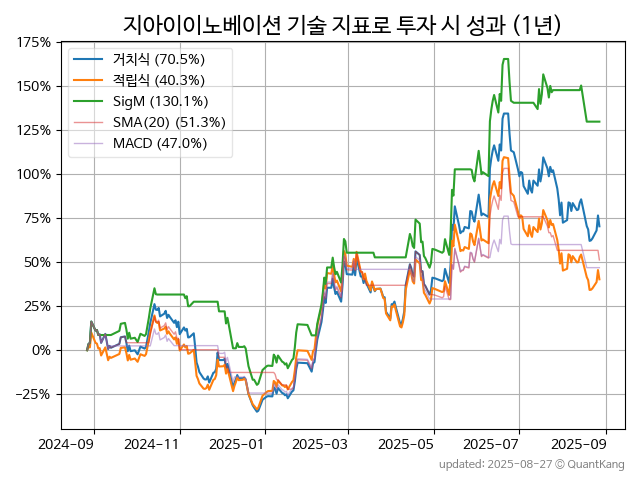 지아이이노베이션 기술 지표로 투자 시 성과 (1년)
175%
150%
125%
100%
75%
50%
25%
0%
−25%
거치식 (70.5%)
적립식 (40.3%)
SigM (130.1%)
SMA(20) (51.3%)
MACD (47.0%)
2024-09 2024-11 2025-01 2025-03 2025-05 2025-07 2025-09
updated: 2025-08-27 © QuantKang